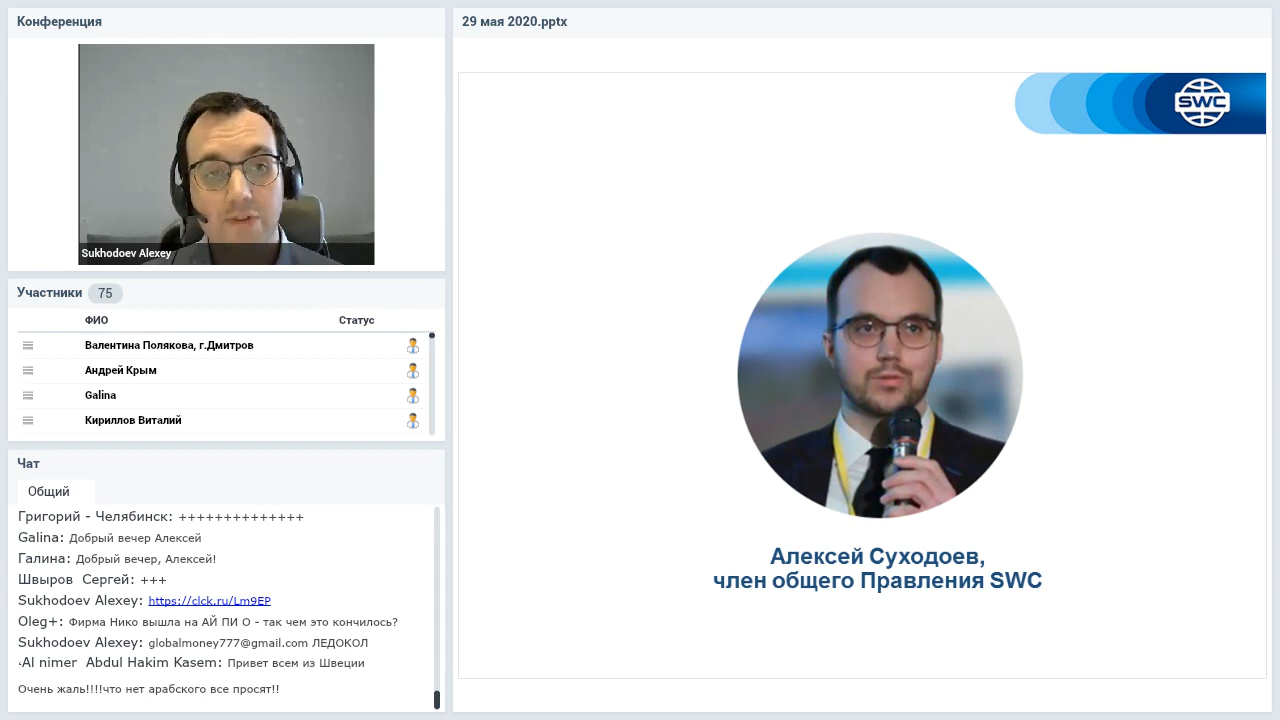 Конференция
Sukhodoev Alexey
Участники 75
ФИО Статус
Валентина Полякова, г.Дмитров
Андрей Крым
Galina
Кириллов Виталий
Чат
Общий
Григорий - Челябинск: ++++++++++++++
Galina: Добрый вечер Алексей
Галина: Добрый вечер, Алексей!
Швыров  Сергей: +++
Sukhodoev Alexey: https://clck.ru/Lm9EP
Oleg+: Фирма Нико вышла на АЙ ПИ О - так чем это кончилось?
Sukhodoev Alexey: globalmoney777@gmail.com ЛЕДОКОЛ
·Al nimer  Abdul Hakim Kasem: Привет всем из Швеции
Очень жаль!!!!что нет арабского все просят!!
29 мая 2020.pptx
SWC
Алексей Суходоев,
член общего Правления SWC